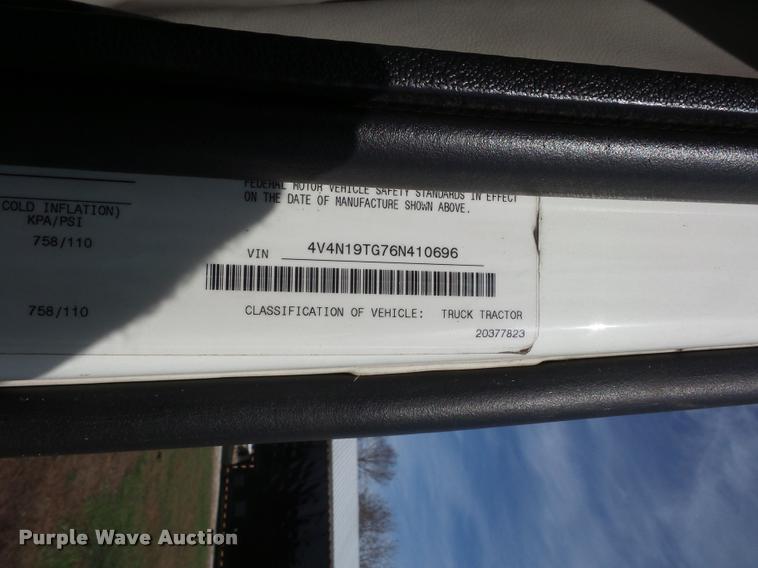 COLD INFLATION)
KPA/PSI
758/110
758/110
FEDERAL MOTOR VEHICLE SAFETY STANDARDS IN EFFECT
ON THE DATE OF MANUFACTURE SHOWN ABOVE.
VIN 4V4N19TG76N410696
CLASSIFICATION OF VEHICLE: TRUCK TRACTOR
20377823
Purple Wave Auction®